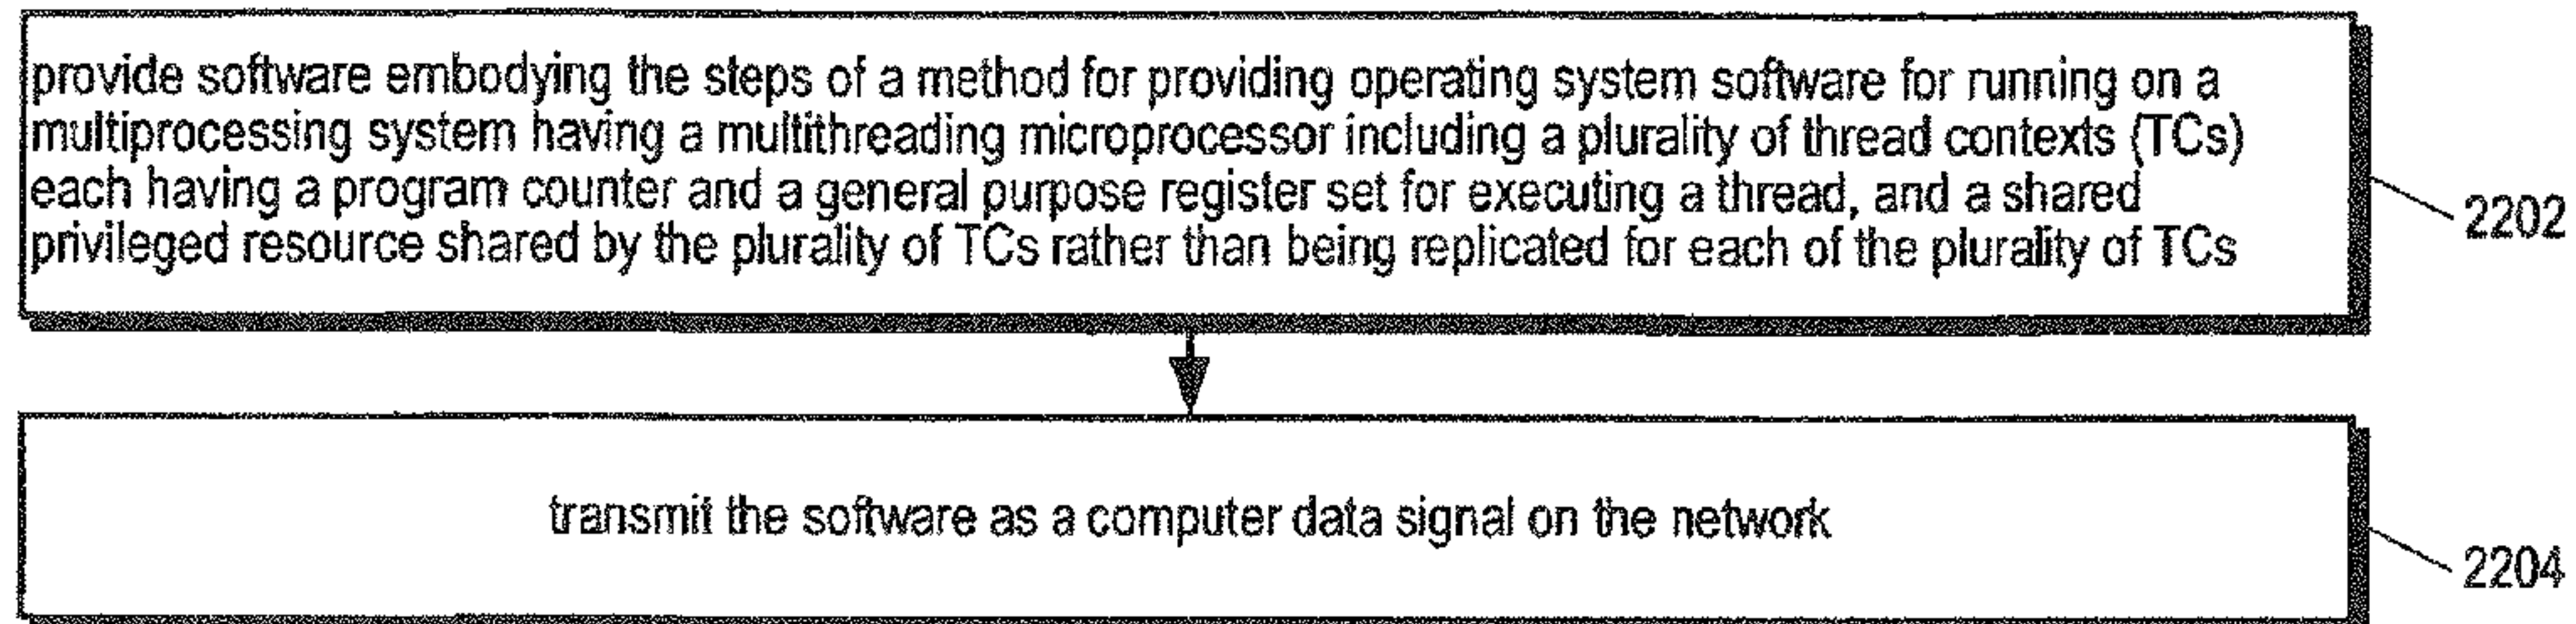 provide software embodying the steps of a method for providing operating system software for running on a
multiprocessing system having a multithreading microprocessor including a plurality of thread contexts (TCs)
each having a program counter and a general purpose register set for executing a thread, and a shared
privileged resource shared by the plurality of TCs rather than being replicated for each of the plurality of TCs
2202
transmit the software as a computer data signal on the network
2204